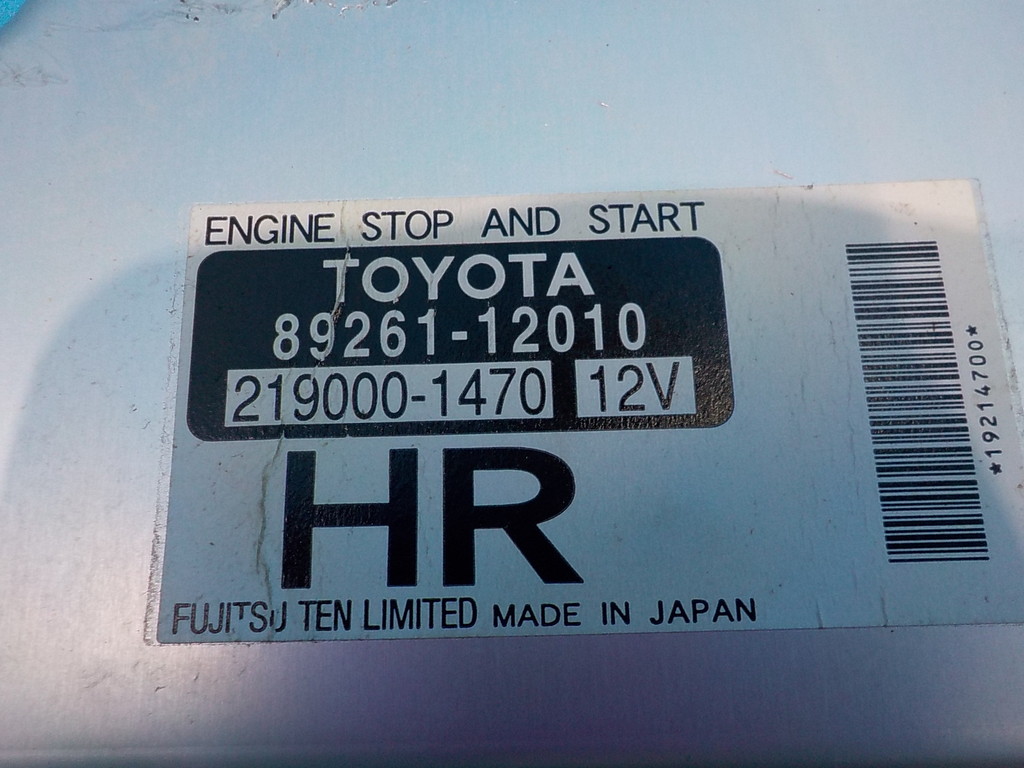 ENGINE STOP AND START
TOYOTA
89261-12010
219000-1470 12V
HR
FUJITSU TEN LIMITED MADE IN JAPAN
*19214700*